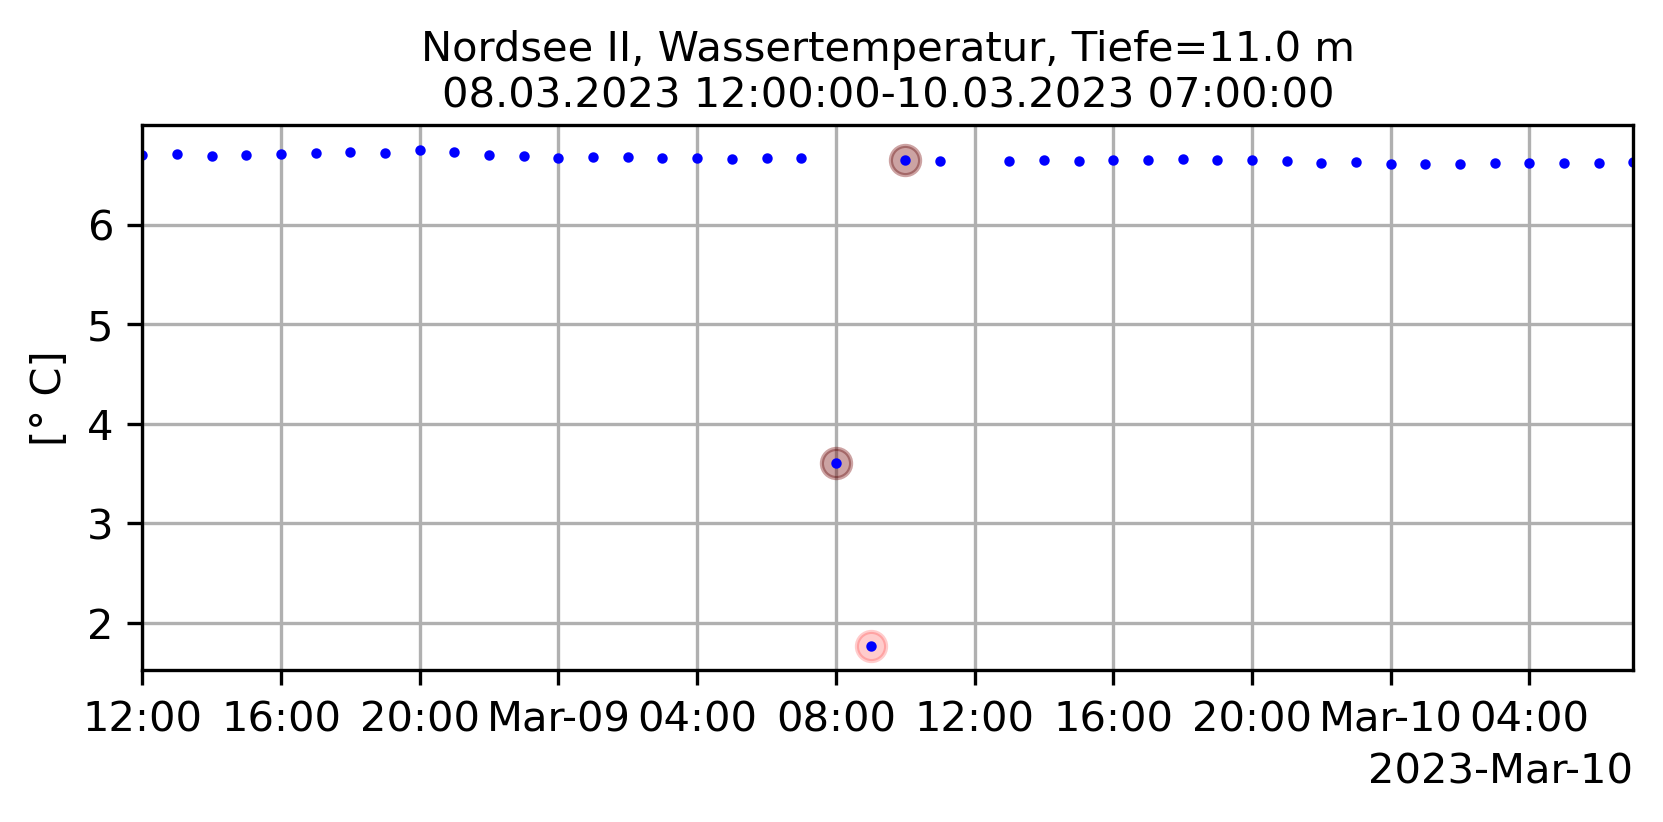 Nordsee II, Wassertemperatur, Tiefe=11.0 m
08.03.2023 12:00:00-10.03.2023 07:00:00
[° C]
6
5
4
3
2
12:00 16:00 20:00 Mar-09 04:00 08:00 12:00 16:00 20:00 Mar-10 04:00
2023-Mar-10